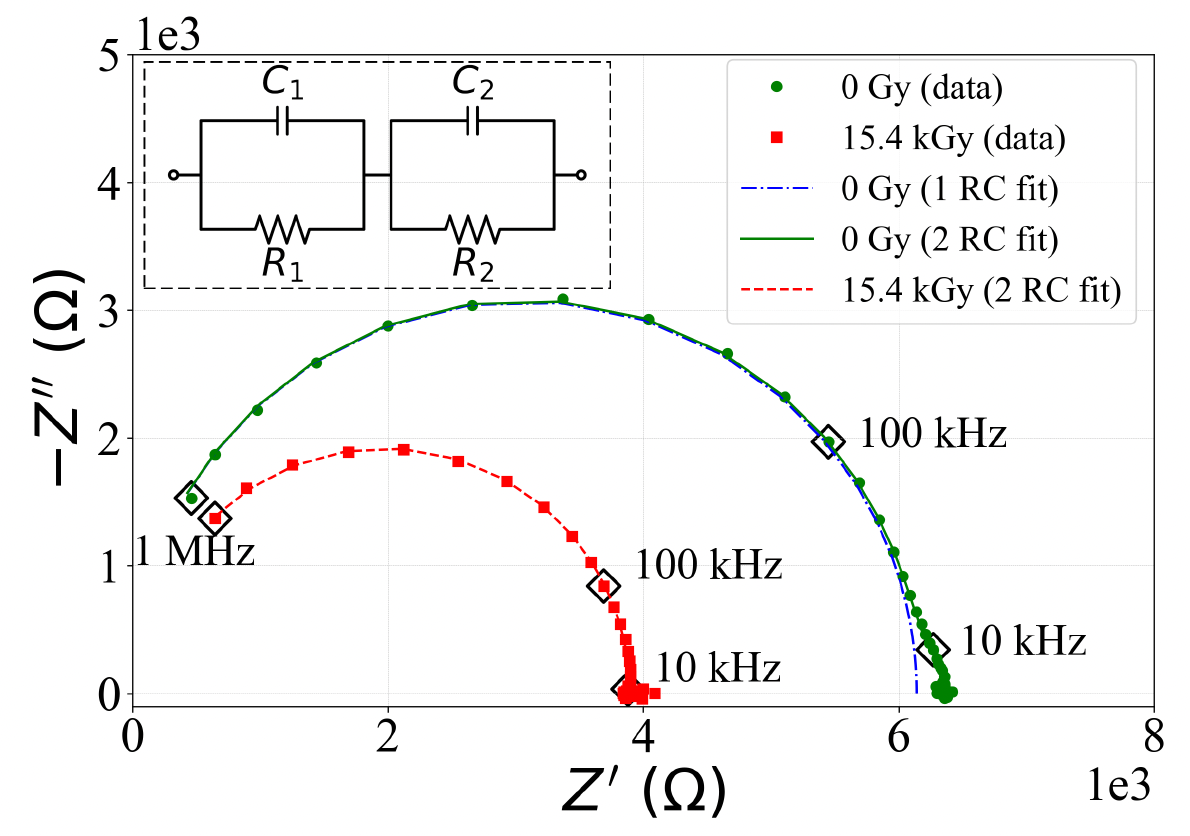 1e3
5
4
3
2
1
0
−Z″ (Ω)
C₁
C₂
R₁
R₂
0 Gy (data)
15.4 kGy (data)
0 Gy (1 RC fit)
0 Gy (2 RC fit)
15.4 kGy (2 RC fit)
100 kHz
1 MHz
100 kHz
10 kHz
10 kHz
0
2
4
6
8
Z′ (Ω)
1e3